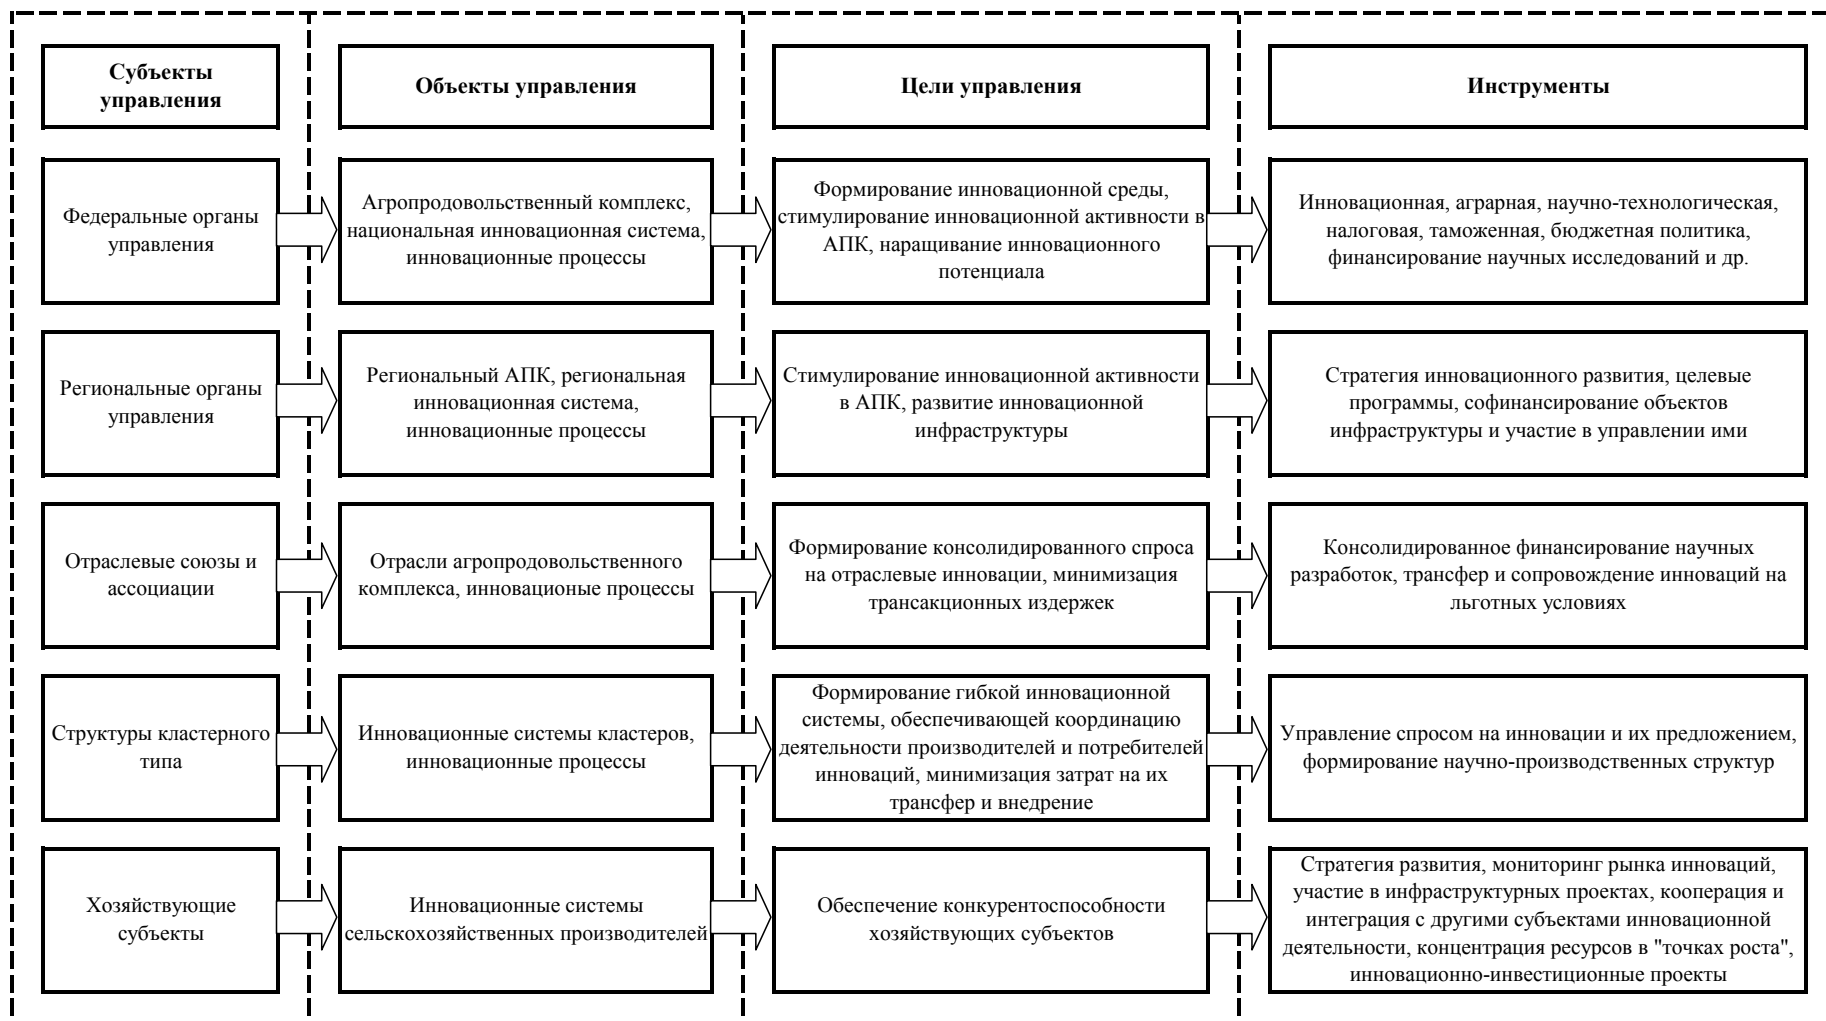 Субъекты
управления
Объекты управления
Цели управления
Инструменты
Федеральные органы
управления
Агропродовольственный комплекс,
национальная инновационная система,
инновационные процессы
Формирование инновационной среды,
стимулирование инновационной активности в
АПК, наращивание инновационного
потенциала
Инновационная, аграрная, научно-технологическая,
налоговая, таможенная, бюджетная политика,
финансирование научных исследований и др.
Региональные органы
управления
Региональный АПК, региональная
инновационная система,
инновационные процессы
Стимулирование инновационной активности
в АПК, развитие инновационной
инфраструктуры
Стратегия инновационного развития, целевые
программы, софинансирование объектов
инфраструктуры и участие в управлении ими
Отраслевые союзы и
ассоциации
Отрасли агропродовольственного
комплекса, инновационые процессы
Формирование консолидированного спроса
на отраслевые инновации, минимизация
трансакционных издержек
Консолидированное финансирование научных
разработок, трансфер и сопровождение инноваций на
льготных условиях
Структуры кластерного
типа
Инновационные системы кластеров,
инновационные процессы
Формирование гибкой инновационной
системы, обеспечивающей координацию
деятельности производителей и потребителей
инноваций, минимизация затрат на их
трансфер и внедрение
Управление спросом на инновации и их предложением,
формирование научно-производственных структур
Хозяйствующие
субъекты
Инновационные системы
сельскохозяйственных производителей
Обеспечение конкурентоспособности
хозяйствующих субъектов
Стратегия развития, мониторинг рынка инноваций,
участие в инфраструктурных проектах, кооперация и
интеграция с другими субъектами инновационной
деятельности, концентрация ресурсов в "точках роста",
инновационно-инвестиционные проекты